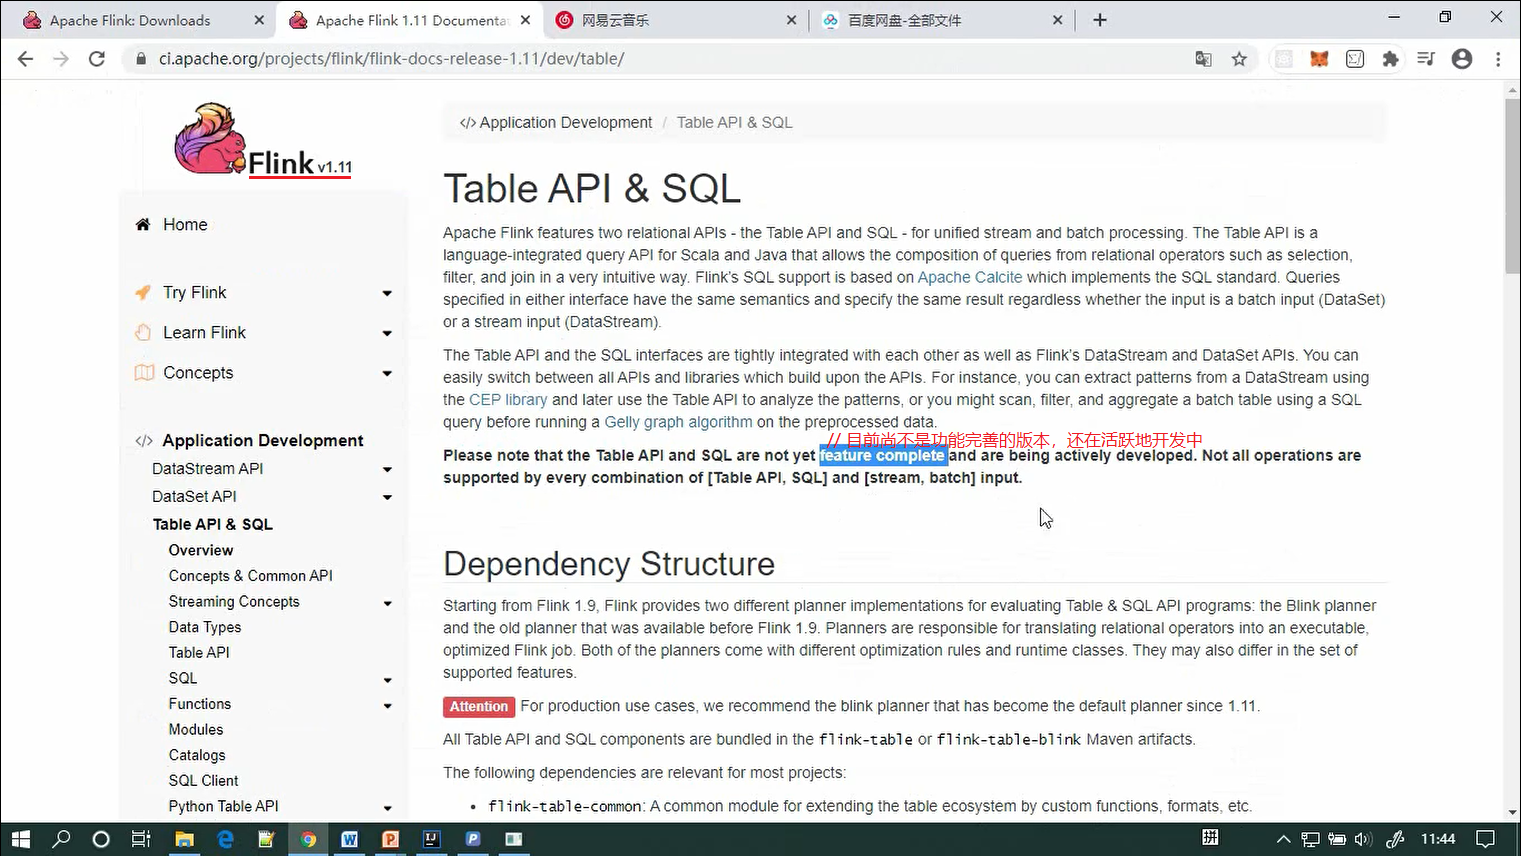 Apache Flink: Downloads
Apache Flink 1.11 Documenta
网易云音乐
百度网盘-全部文件
ci.apache.org/projects/flink/flink-docs-release-1.11/dev/table/
Flink v1.11
Home
Try Flink
Learn Flink
Concepts
</> Application Development
DataStream API
DataSet API
Table API & SQL
Overview
Concepts & Common API
Streaming Concepts
Data Types
Table API
SQL
Functions
Modules
Catalogs
SQL Client
Python Table API
</> Application Development / Table API & SQL
Table API & SQL
Apache Flink features two relational APIs - the Table API and SQL - for unified stream and batch processing. The Table API is a
language-integrated query API for Scala and Java that allows the composition of queries from relational operators such as selection,
filter, and join in a very intuitive way. Flink's SQL support is based on Apache Calcite which implements the SQL standard. Queries
specified in either interface have the same semantics and specify the same result regardless whether the input is a batch input (DataSet)
or a stream input (DataStream).
The Table API and the SQL interfaces are tightly integrated with each other as well as Flink's DataStream and DataSet APIs. You can
easily switch between all APIs and libraries which build upon the APIs. For instance, you can extract patterns from a DataStream using
the CEP library and later use the Table API to analyze the patterns, or you might scan, filter, and aggregate a batch table using a SQL
query before running a Gelly graph algorithm on the preprocessed data.
// 目前尚不是功能完善的版本，还在活跃地开发中
Please note that the Table API and SQL are not yet feature complete and are being actively developed. Not all operations are
supported by every combination of [Table API, SQL] and [stream, batch] input.
Dependency Structure
Starting from Flink 1.9, Flink provides two different planner implementations for evaluating Table & SQL API programs: the Blink planner
and the old planner that was available before Flink 1.9. Planners are responsible for translating relational operators into an executable,
optimized Flink job. Both of the planners come with different optimization rules and runtime classes. They may also differ in the set of
supported features.
Attention For production use cases, we recommend the blink planner that has become the default planner since 1.11.
All Table API and SQL components are bundled in the flink-table or flink-table-blink Maven artifacts.
The following dependencies are relevant for most projects:
• flink-table-common: A common module for extending the table ecosystem by custom functions, formats, etc.
拼
11:44